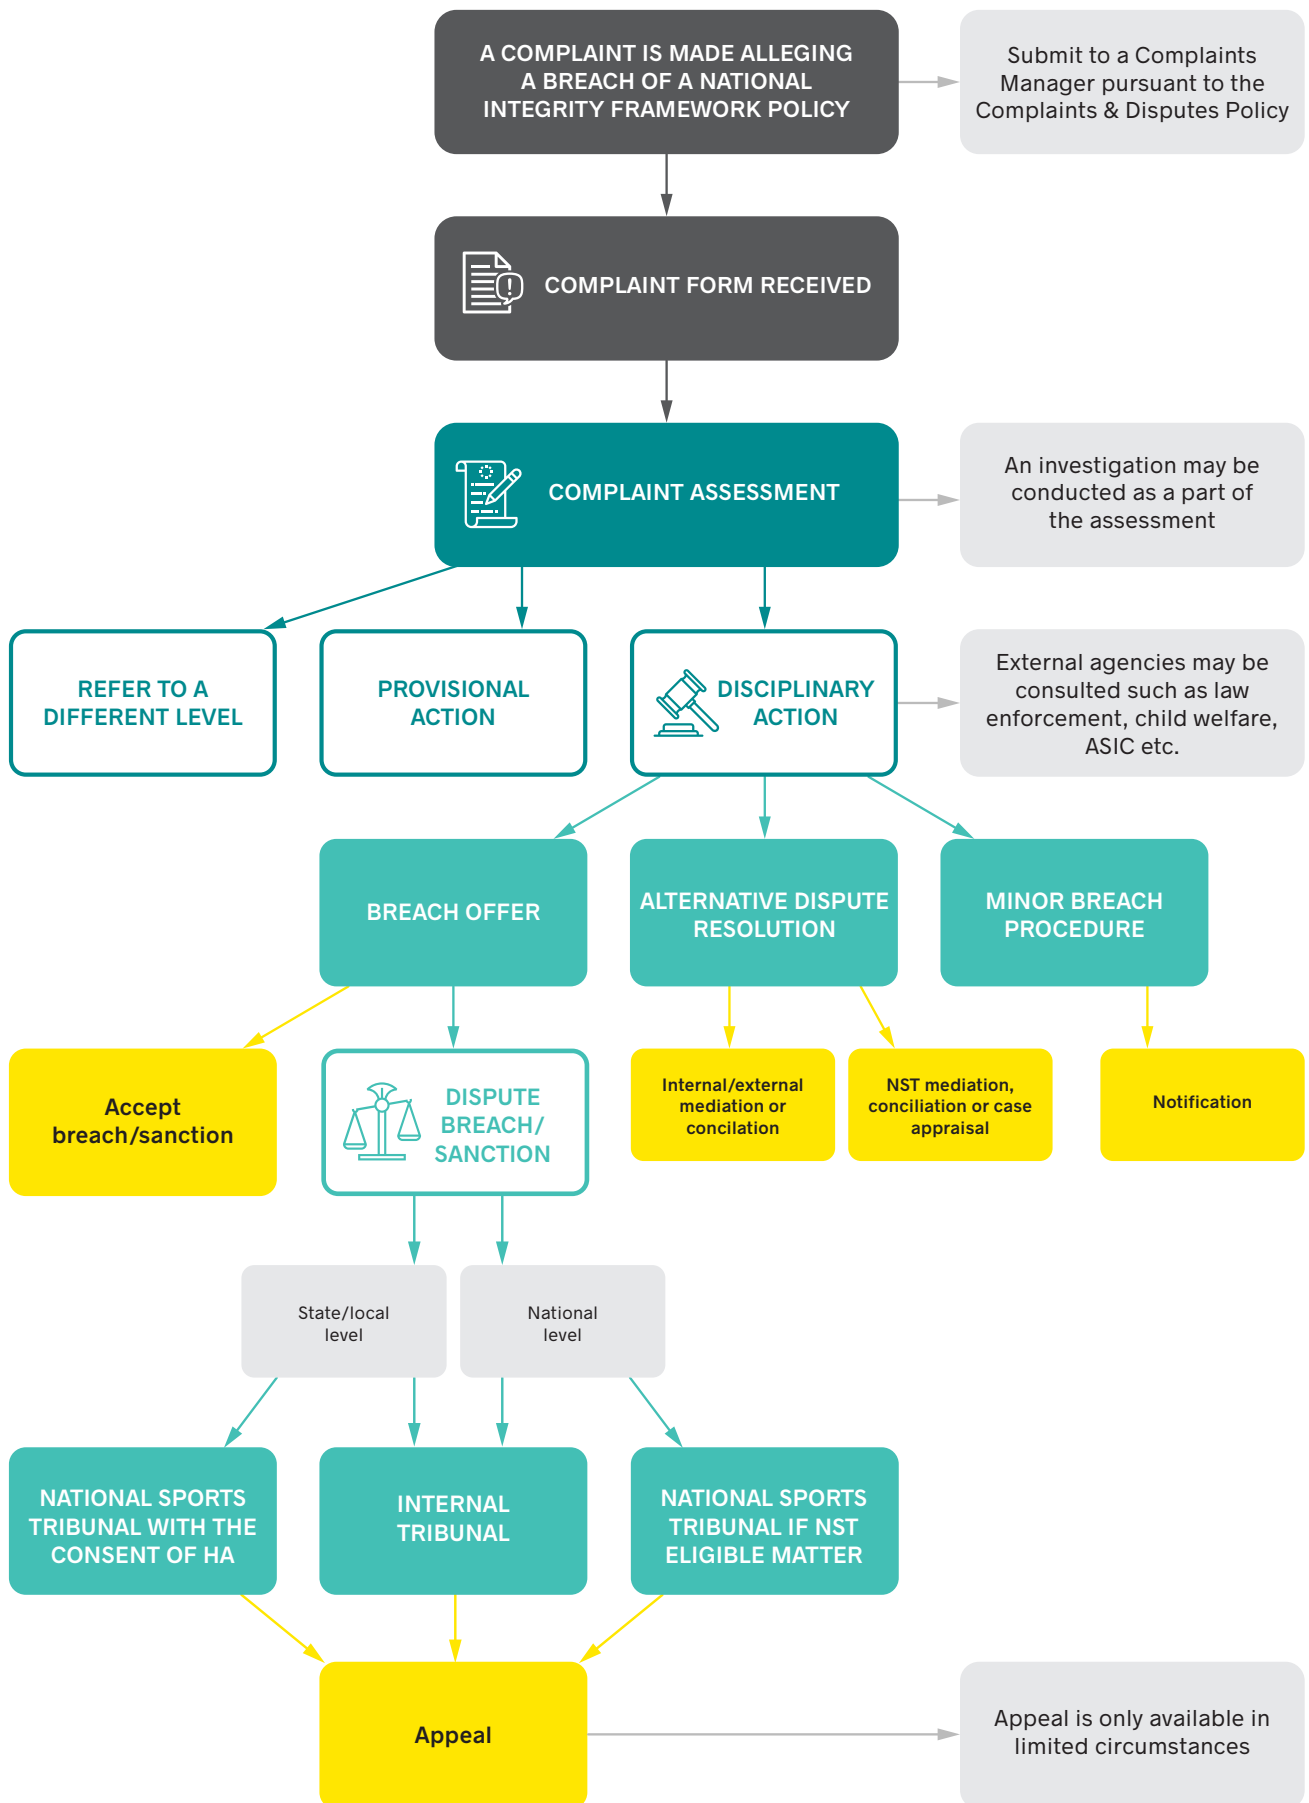 A COMPLAINT IS MADE ALLEGING
A BREACH OF A NATIONAL
INTEGRITY FRAMEWORK POLICY
Submit to a Complaints
Manager pursuant to the
Complaints & Disputes Policy
COMPLAINT FORM RECEIVED
COMPLAINT ASSESSMENT
An investigation may be
conducted as a part of
the assessment
REFER TO A
DIFFERENT LEVEL
PROVISIONAL
ACTION
DISCIPLINARY
ACTION
External agencies may be
consulted such as law
enforcement, child welfare,
ASIC etc.
BREACH OFFER
ALTERNATIVE DISPUTE
RESOLUTION
MINOR BREACH
PROCEDURE
Accept
breach/sanction
DISPUTE
BREACH/
SANCTION
Internal/external
mediation or
concilation
NST mediation,
conciliation or case
appraisal
Notification
State/local
level
National
level
NATIONAL SPORTS
TRIBUNAL WITH THE
CONSENT OF HA
INTERNAL
TRIBUNAL
NATIONAL SPORTS
TRIBUNAL IF NST
ELIGIBLE MATTER
Appeal
Appeal is only available in
limited circumstances